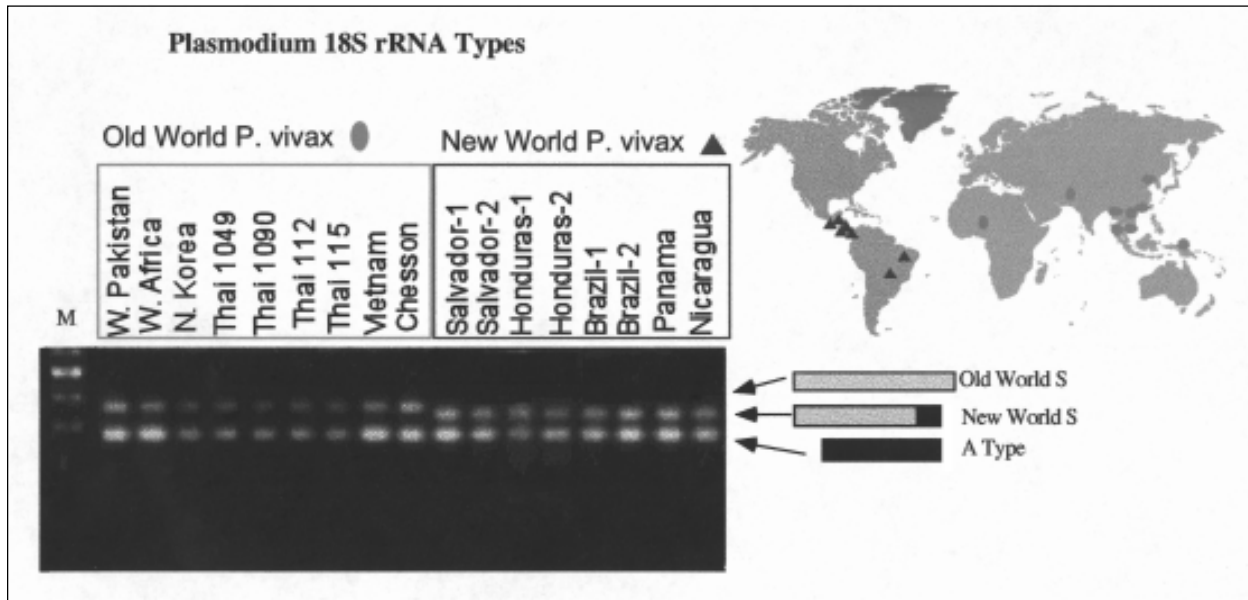 Plasmodium 18S rRNA Types
Old World P. vivax
New World P. vivax
M
W. Pakistan
W. Africa
N. Korea
Thai 1049
Thai 1090
Thai 112
Thai 115
Metnam
Chesson
Salvador-1
Salvador-2
Honduras-1
Honduras-2
Brazil-1
Brazil-2
Panama
Nicaragua
Old World S
New World S
A Type